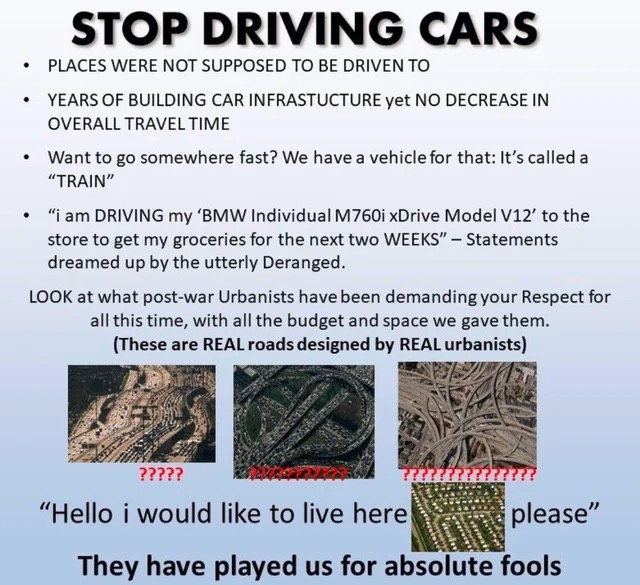 STOP DRIVING CARS
• PLACES WERE NOT SUPPOSED TO BE DRIVEN TO
• YEARS OF BUILDING CAR INFRASTUCTURE yet NO DECREASE IN
OVERALL TRAVEL TIME
• Want to go somewhere fast? We have a vehicle for that: It’s called a
“TRAIN”
• “i am DRIVING my ‘BMW Individual M760i xDrive Model V12’ to the
store to get my groceries for the next two WEEKS” – Statements
dreamed up by the utterly Deranged.
LOOK at what post-war Urbanists have been demanding your Respect for
all this time, with all the budget and space we gave them.
(These are REAL roads designed by REAL urbanists)
????? ??????????? ???????????????
“Hello i would like to live here please”
They have played us for absolute fools